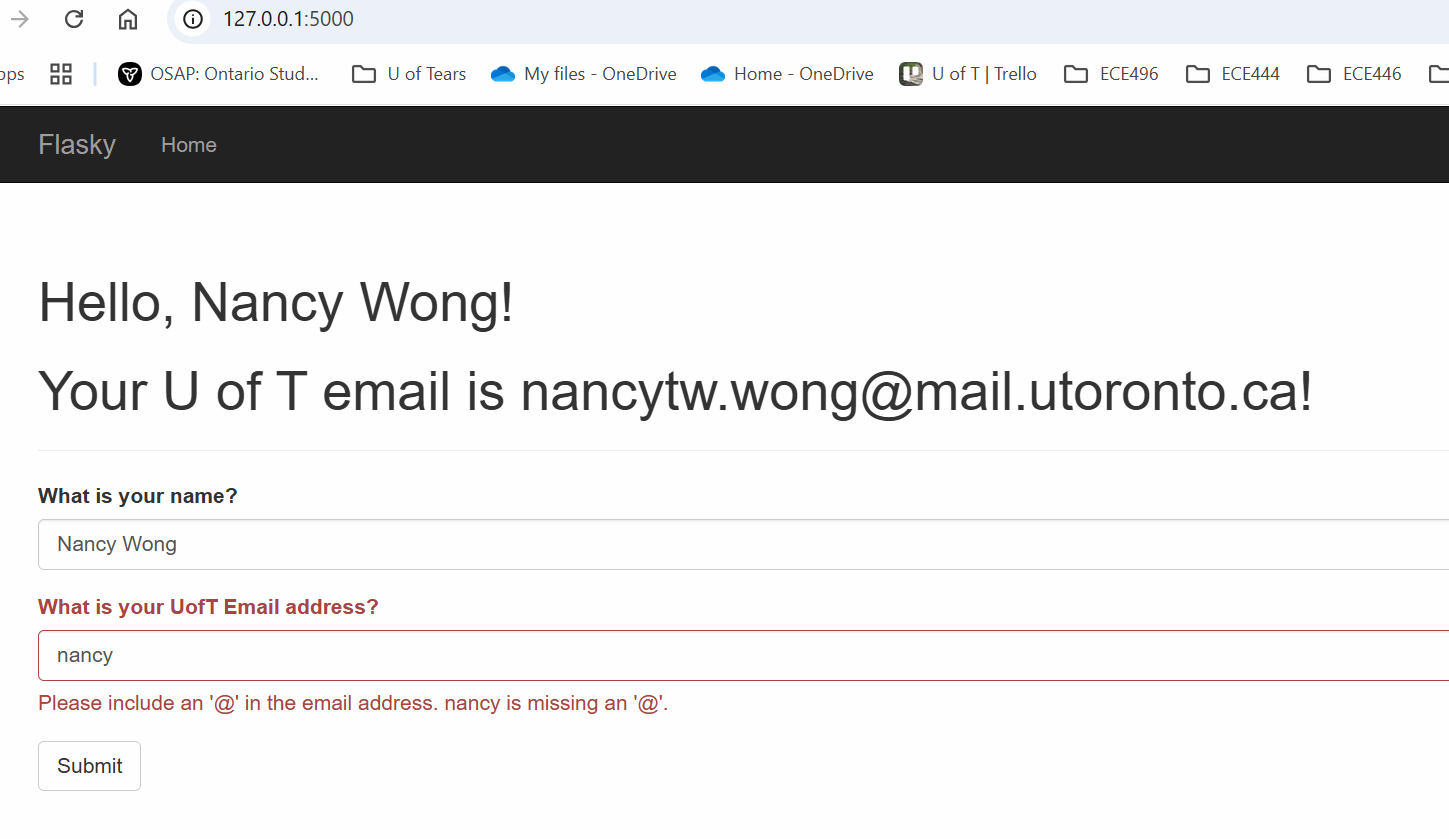 127.0.0.1:5000
OSAP: Ontario Stud... U of Tears My files - OneDrive Home - OneDrive U of T | Trello ECE496 ECE444 ECE446
Flasky Home
Hello, Nancy Wong!
Your U of T email is nancytw.wong@mail.utoronto.ca!
What is your name?
Nancy Wong
What is your UofT Email address?
nancy
Please include an '@' in the email address. nancy is missing an '@'.
Submit